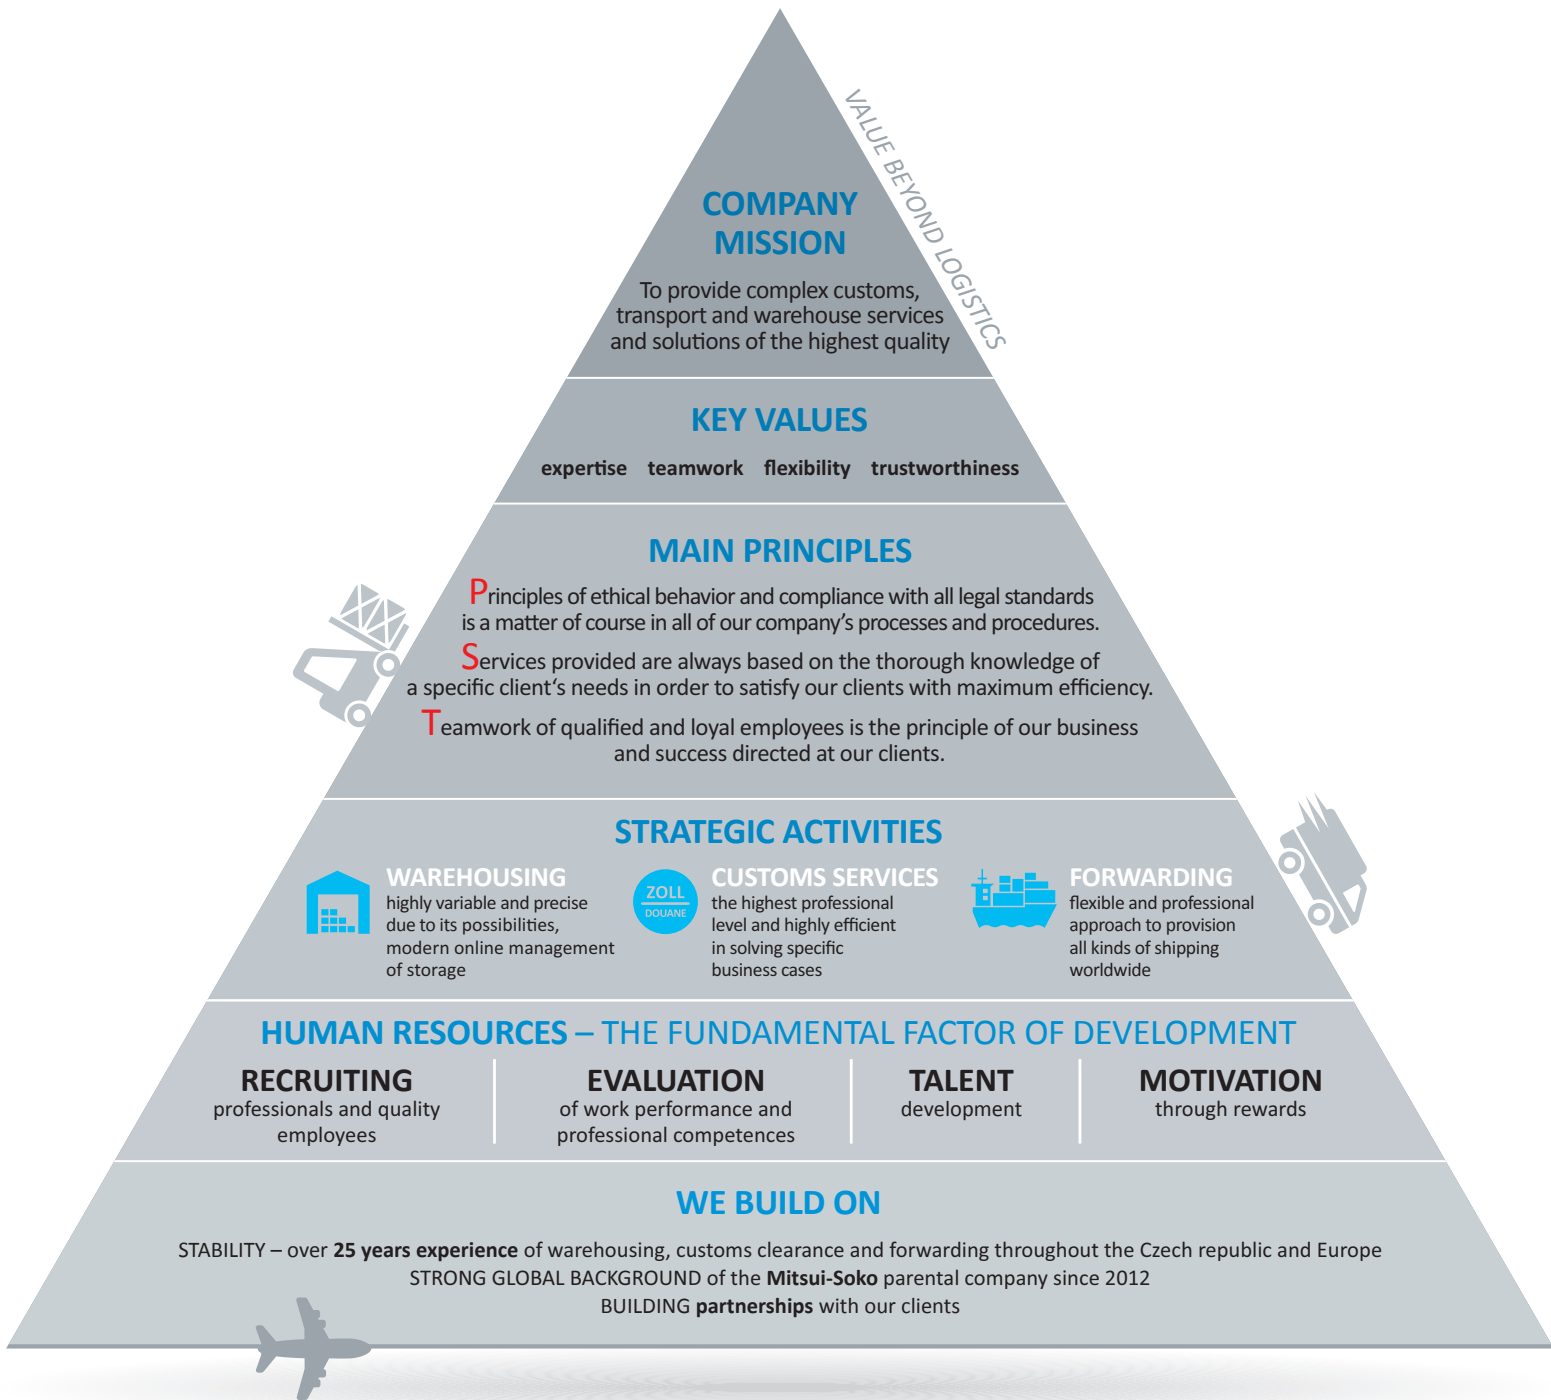 VALUE BEYOND LOGISTICS
COMPANY
MISSION
To provide complex customs,
transport and warehouse services
and solutions of the highest quality
KEY VALUES
expertise teamwork flexibility trustworthiness
MAIN PRINCIPLES
Principles of ethical behavior and compliance with all legal standards
is a matter of course in all of our company’s processes and procedures.
Services provided are always based on the thorough knowledge of
a specific client‘s needs in order to satisfy our clients with maximum efficiency.
Teamwork of qualified and loyal employees is the principle of our business
and success directed at our clients.
STRATEGIC ACTIVITIES
WAREHOUSING
highly variable and precise
due to its possibilities,
modern online management
of storage
ZOLL
DOUANE
CUSTOMS SERVICES
the highest professional
level and highly efficient
in solving specific
business cases
FORWARDING
flexible and professional
approach to provision
all kinds of shipping
worldwide
HUMAN RESOURCES – THE FUNDAMENTAL FACTOR OF DEVELOPMENT
RECRUITING
professionals and quality
employees
EVALUATION
of work performance and
professional competences
TALENT
development
MOTIVATION
through rewards
WE BUILD ON
STABILITY – over 25 years experience of warehousing, customs clearance and forwarding throughout the Czech republic and Europe
STRONG GLOBAL BACKGROUND of the Mitsui-Soko parental company since 2012
BUILDING partnerships with our clients